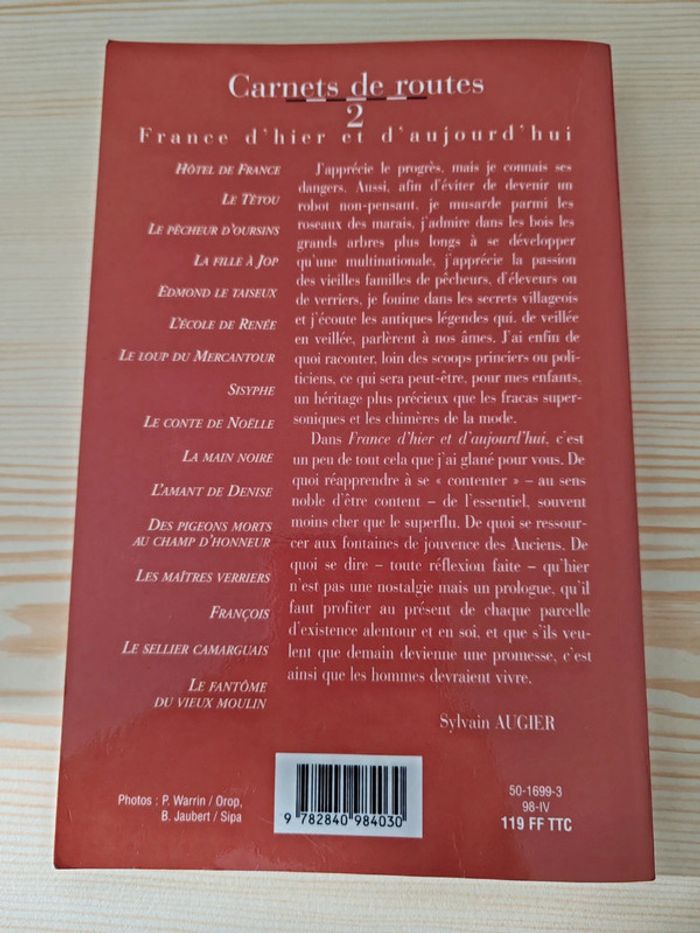 Carnets de routes
2
France d'hier et d'aujourd'hui
HÔTEL DE FRANCE
LE TÈTOU
LE PÊCHEUR D'OURSINS
LA FILLE À JOP
EDMOND LE TAISEUX
L'ÉCOLE DE RENÉE
LE LOUP DU MERCANTOUR
SISYPHE
LE CONTE DE NOËLLE
LA MAIN NOIRE
L'AMANT DE DENISE
DES PIGEONS MORTS
AU CHAMP D'HONNEUR
LES MAÎTRES VERRIERS
FRANÇOIS
LE SELLIER CAMARGUAIS
LE FANTÔME
DU VIEUX MOULIN
J'apprécie le progrès, mais je connais ses
dangers. Aussi, afin d'éviter de devenir un
robot non-pensant, je musarde parmi les
roseaux des marais, j'admire dans les bois les
grands arbres plus longs à se développer
qu'une multinationale, j'apprécie la passion
des vieilles familles de pêcheurs, d'éleveurs ou
de verriers, je fouine dans les secrets villageois
et j'écoute les antiques légendes qui, de veillée
en veillée, parlèrent à nos âmes. J'ai enfin de
quoi raconter, loin des scoops princiers ou poli-
ticiens, ce qui sera peut-être, pour mes enfants,
un héritage plus précieux que les fracas super-
soniques et les chimères de la mode.
Dans France d'hier et d'aujourd'hui, c'est
un peu de tout cela que j'ai glané pour vous. De
quoi réapprendre à se « contenter » – au sens
noble d'être content – de l'essentiel, souvent
moins cher que le superflu. De quoi se ressour-
cer aux fontaines de jouvence des Anciens. De
quoi se dire – toute réflexion faite – qu'hier
n'est pas une nostalgie mais un prologue, qu'il
faut profiter au présent de chaque parcelle
d'existence alentour et en soi, et que s'ils veu-
lent que demain devienne une promesse, c'est
ainsi que les hommes devraient vivre.
Sylvain AUGIER
Photos : P. Warrin / Orop,
B. Jaubert / Sipa
9 782840 984030
50-1699-3
98-IV
119 FF TTC